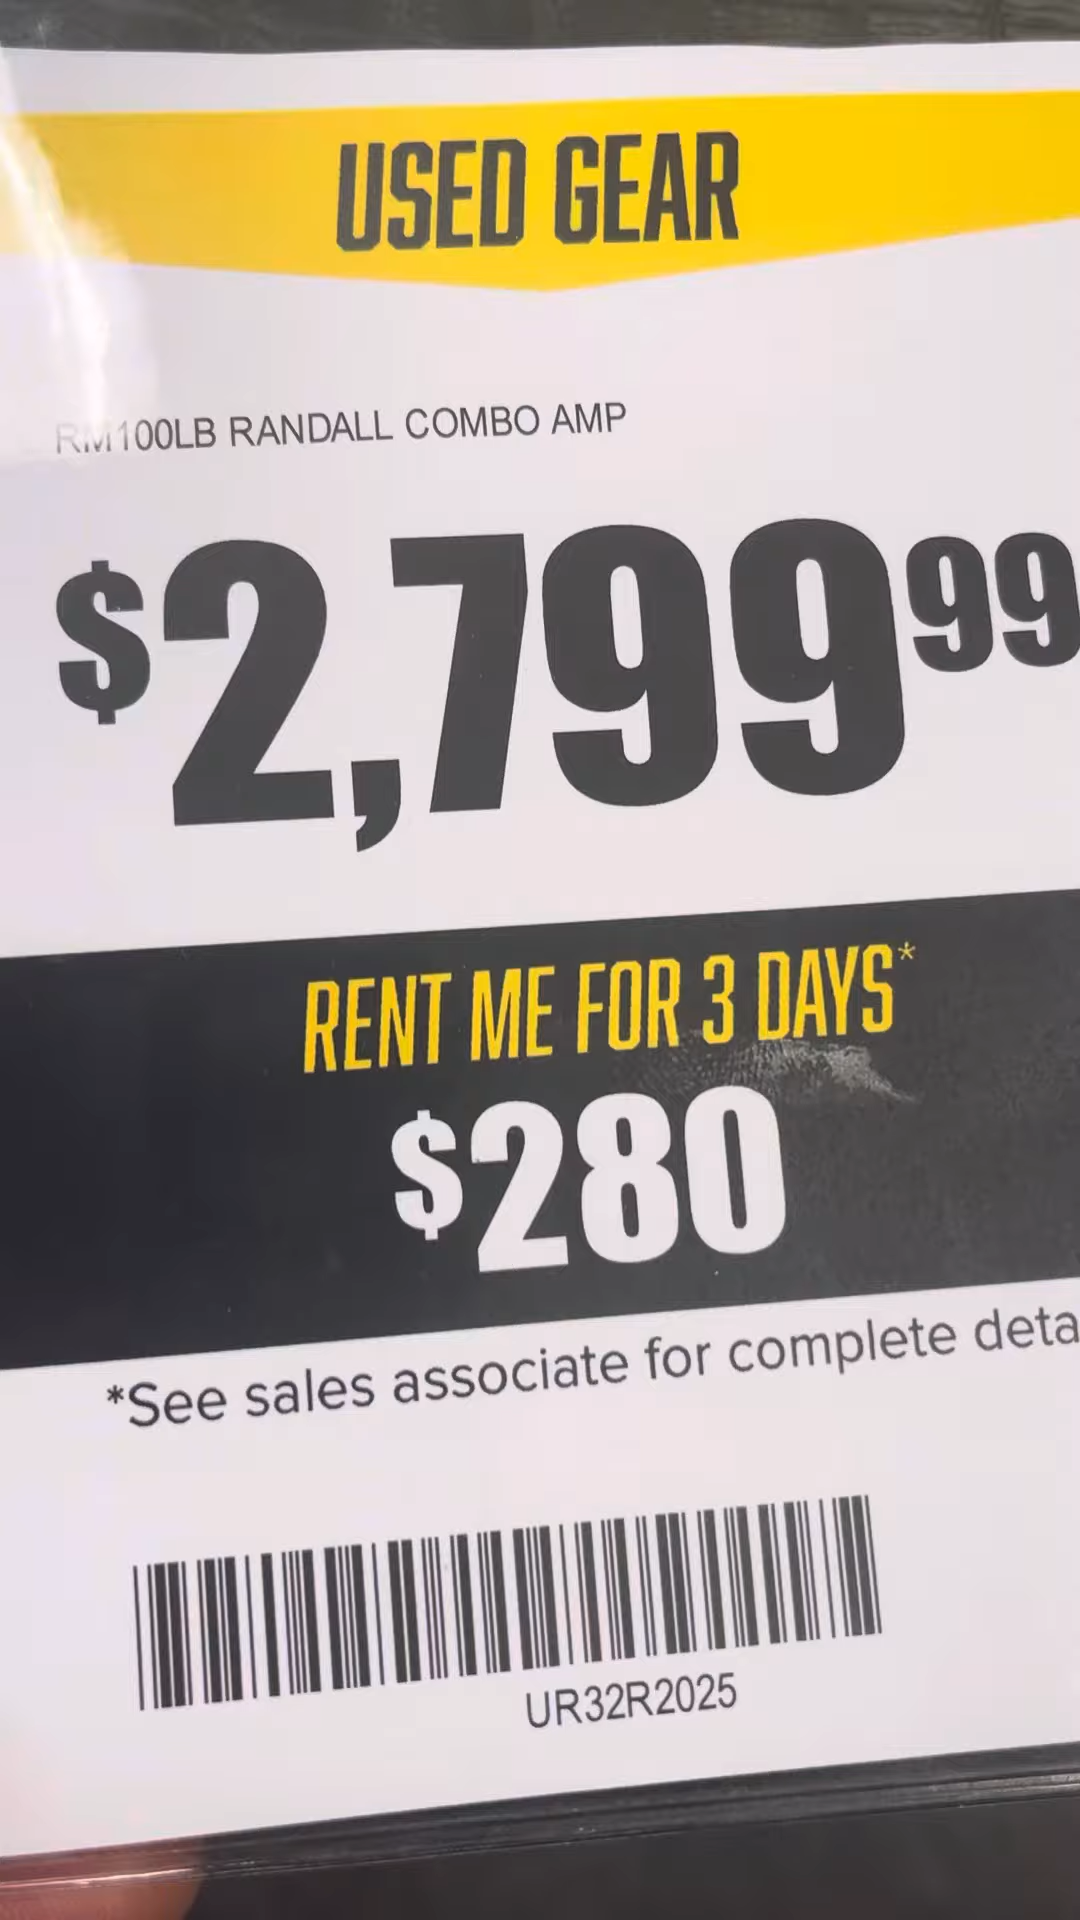 USED GEAR
RM100LB RANDALL COMBO AMP
$2,799 99
RENT ME FOR 3 DAYS*
$280
*See sales associate for complete deta
UR32R2025